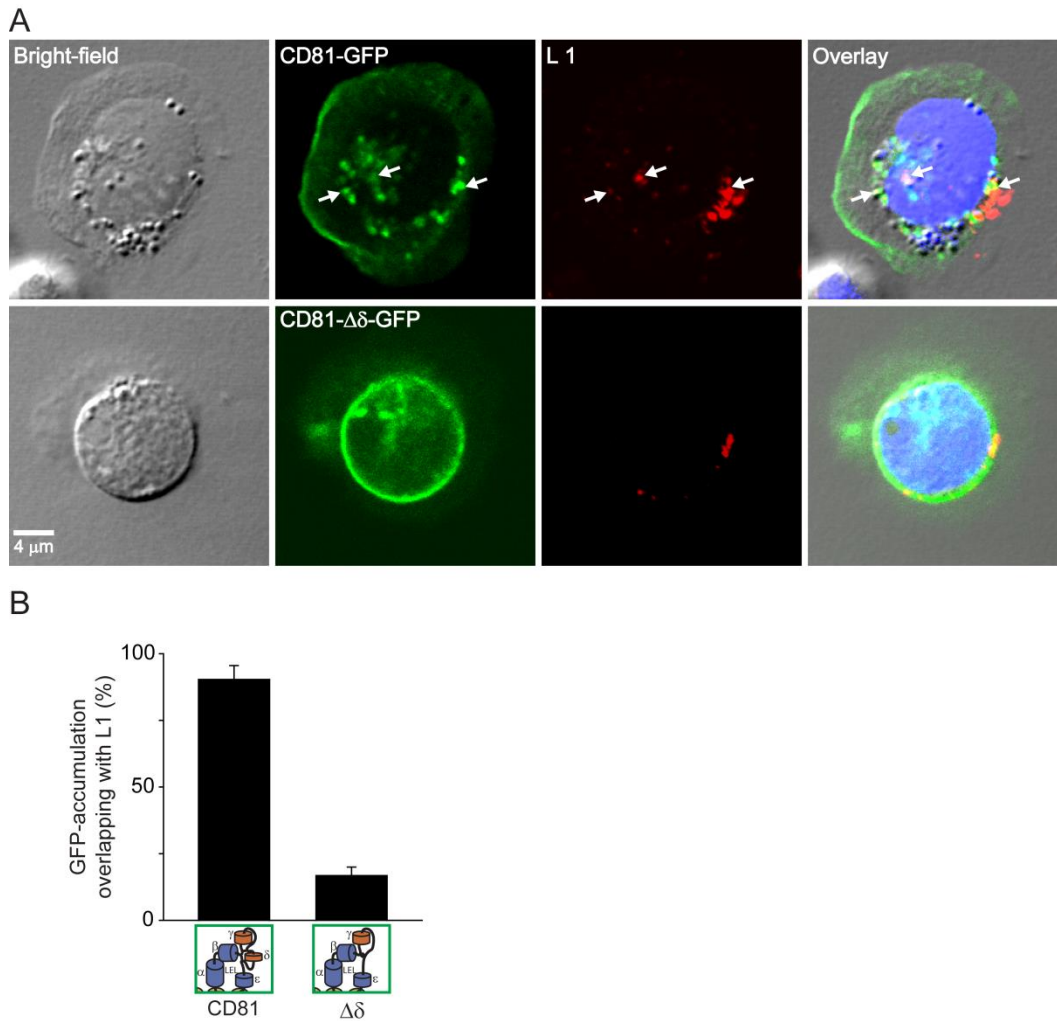 A
Bright-field
CD81-GFP
L 1
Overlay
CD81-Δδ-GFP
4 μm
B
GFP-accumulation
overlapping with L1 (%)
100
50
0
γ
β
δ
α
LEL
ε
γ
β
α
LEL
ε
CD81
Δδ